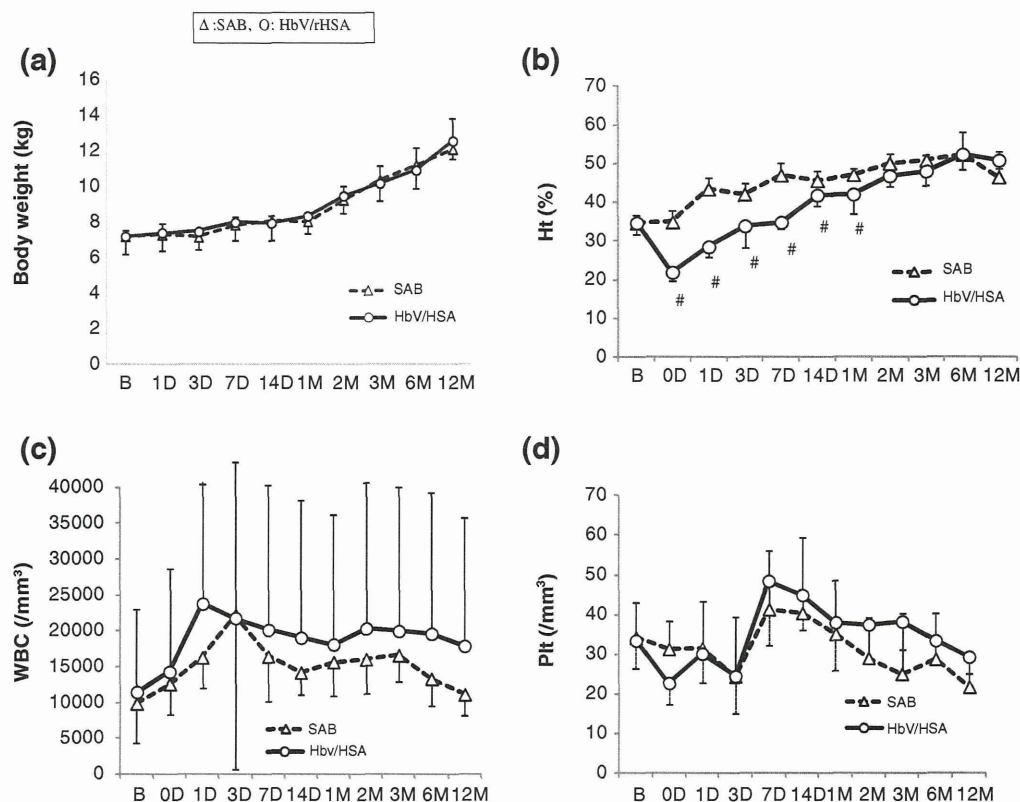 Δ:SAB, O: HbV/rHSA
(a)
16
14
12
10
8
6
4
2
0
Body weight (kg)
SAB
HbV/HSA
B 1D 3D 7D 14D 1M 2M 3M 6M 12M
(b)
70
60
50
40
30
20
10
0
Ht (%)
# # # # # #
SAB
HbV/HSA
B 0D 1D 3D 7D 14D 1M 2M 3M 6M 12M
(c)
40000
35000
30000
25000
20000
15000
10000
5000
0
WBC (/mm³)
SAB
Hbv/HSA
B 0D 1D 3D 7D 14D 1M 2M 3M 6M 12M
(d)
70
60
50
40
30
20
10
0
Plt (/mm³)
SAB
HbV/HSA
B 0D 1D 3D 7D 14D 1M 2M 3M 6M 12M